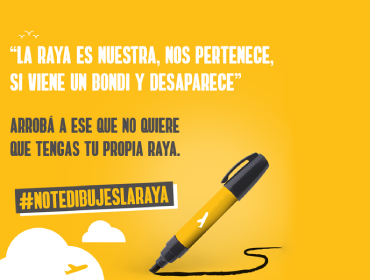 “LA RAYA ES NUESTRA, NOS PERTENECE,
SI VIENE UN BONDI Y DESAPARECE”
ARROBÁ A ESE QUE NO QUIERE
QUE TENGAS TU PROPIA RAYA.
#NOTEDIBUJESLARAYA